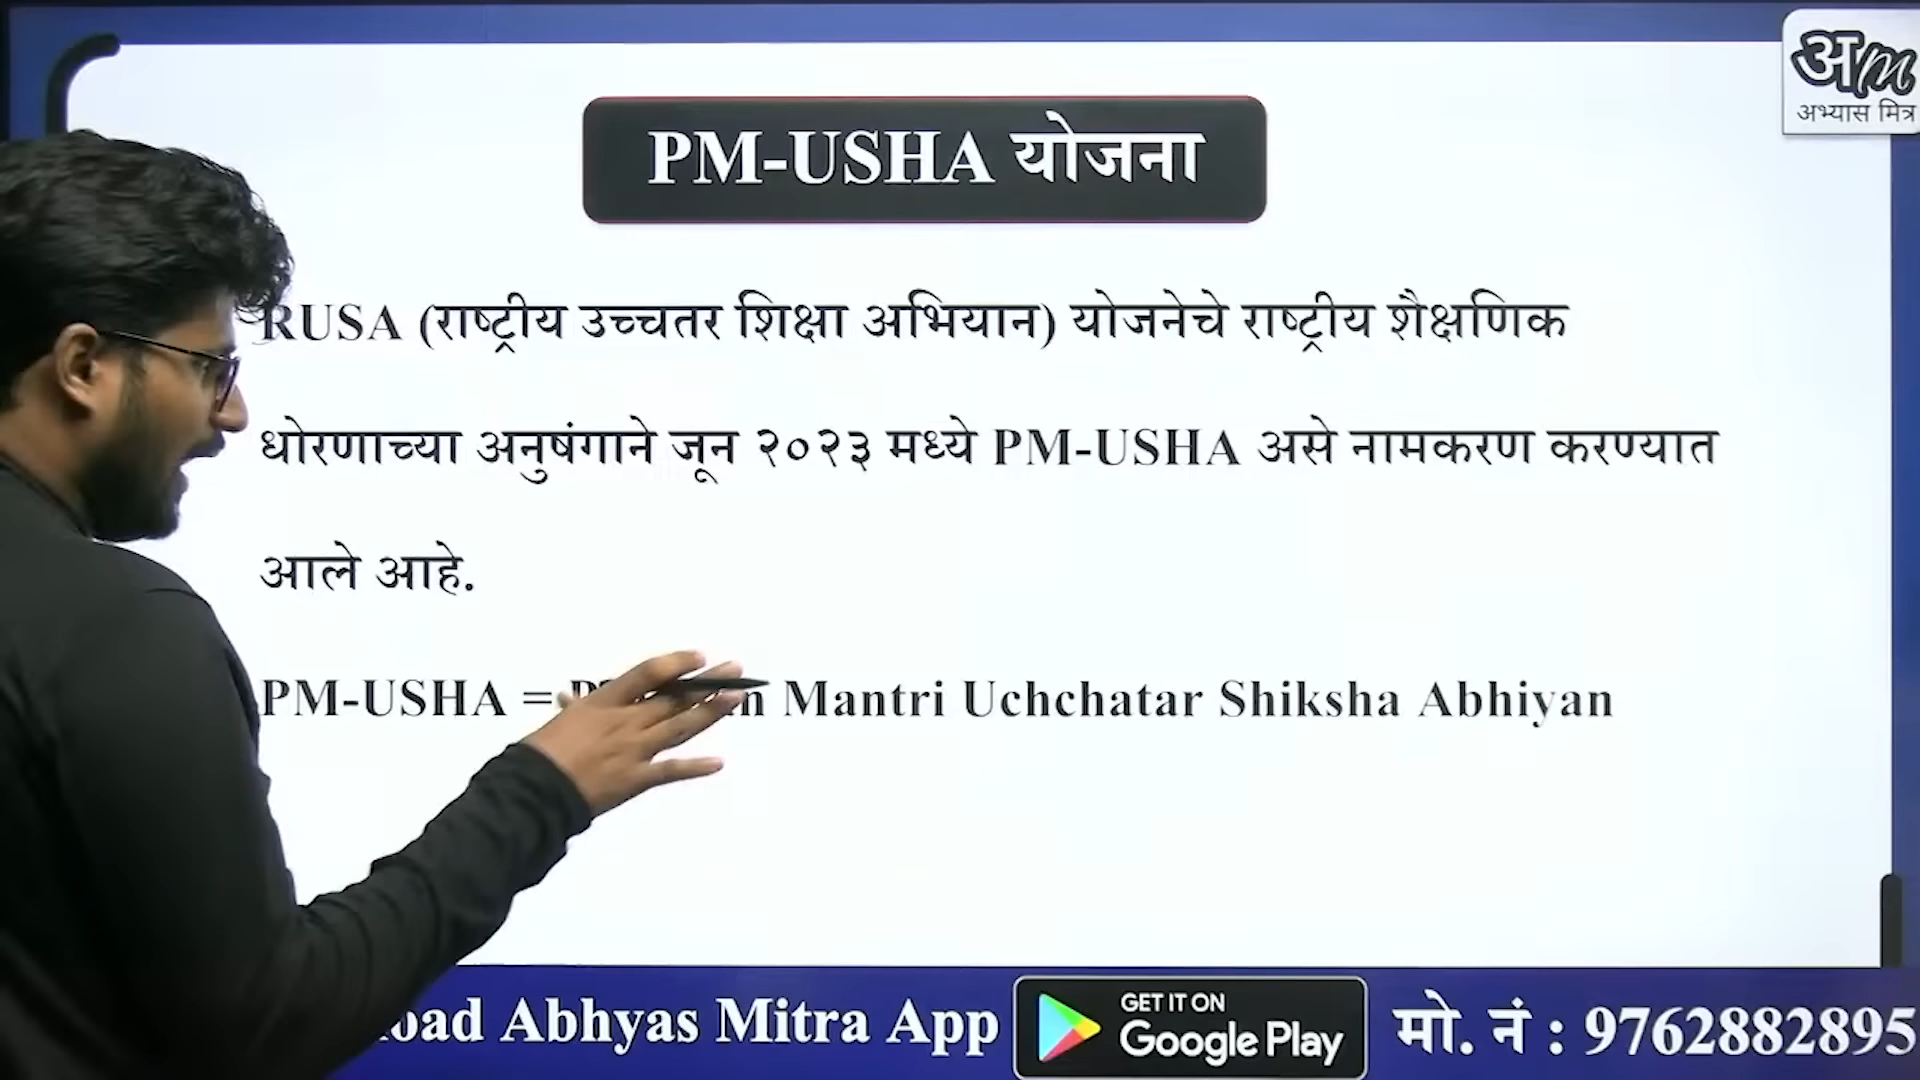 अm
अभ्यास मित्र
PM-USHA योजना
RUSA (राष्ट्रीय उच्चतर शिक्षा अभियान) योजनेचे राष्ट्रीय शैक्षणिक
धोरणाच्या अनुषंगाने जून २०२३ मध्ये PM-USHA असे नामकरण करण्यात
आले आहे.
PM-USHA = Mantri Uchchatar Shiksha Abhiyan
Abhyas Mitra App
GET IT ON
Google Play
मो. नं : 9762882895